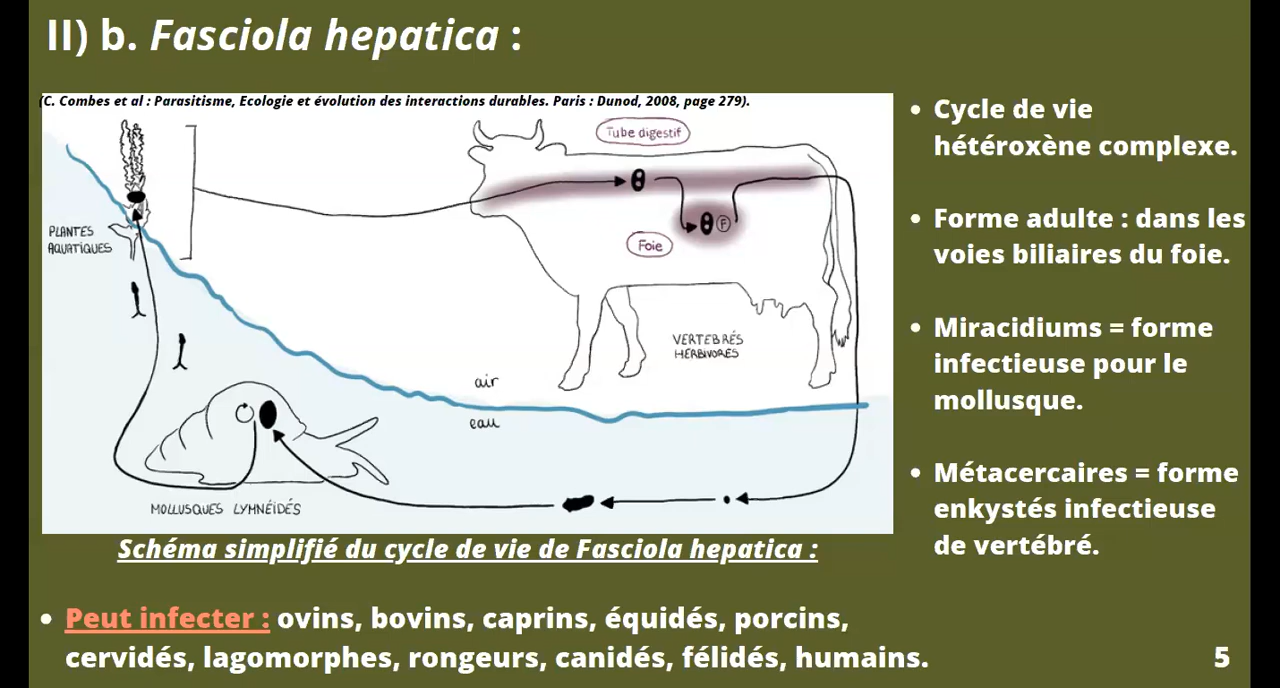 II) b. Fasciola hepatica :
(C. Combes et al : Parasitisme, Ecologie et évolution des interactions durables. Paris : Dunod, 2008, page 279).
Tube digestif
PLANTES
AQUATIQUES
F
Foie
VERTEBRÉS
HERBIVORES
air
eau
MOLLUSQUES LYMNÉIDÉS
Schéma simplifié du cycle de vie de Fasciola hepatica :
• Cycle de vie
hétéroxène complexe.
• Forme adulte : dans les
voies biliaires du foie.
• Miracidiums = forme
infectieuse pour le
mollusque.
• Métacercaires = forme
enkystés infectieuse
de vertébré.
• Peut infecter : ovins, bovins, caprins, équidés, porcins,
cervidés, lagomorphes, rongeurs, canidés, félidés, humains.
5